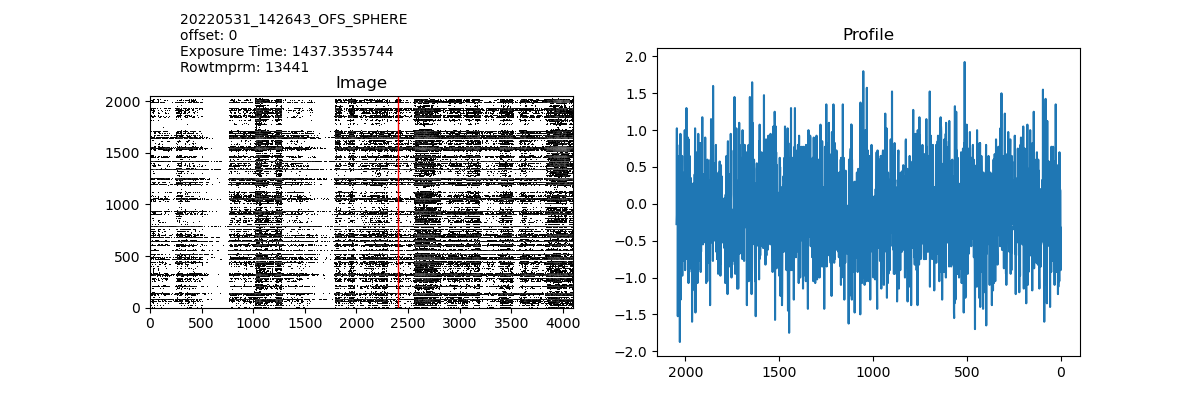 20220531_142643_OFS_SPHERE
offset: 0
Exposure Time: 1437.3535744
Rowtmprm: 13441
Image
2000
1500
1000
500
0
0 500 1000 1500 2000 2500 3000 3500 4000
Profile
2.0
1.5
1.0
0.5
0.0
−0.5
−1.0
−1.5
−2.0
2000 1500 1000 500 0